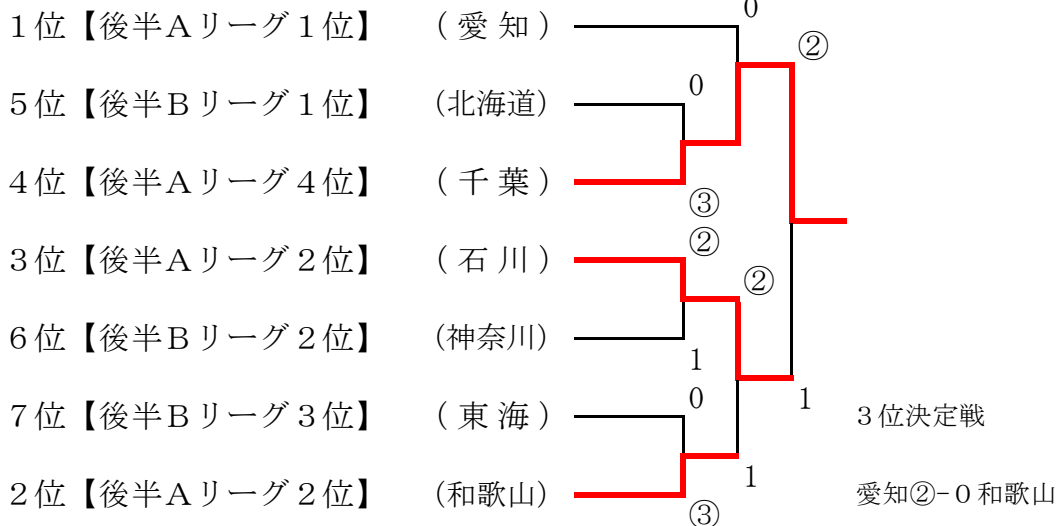 0
1位【後半Aリーグ1位】 (愛知)
②
0
5位【後半Bリーグ1位】 (北海道)
4位【後半Aリーグ4位】 (千葉)
③
②
3位【後半Aリーグ2位】 (石川)
②
6位【後半Bリーグ2位】 (神奈川)
1
0
1
7位【後半Bリーグ3位】 (東海)
3位決定戦
1
2位【後半Aリーグ2位】 (和歌山)
愛知②-0和歌山
③